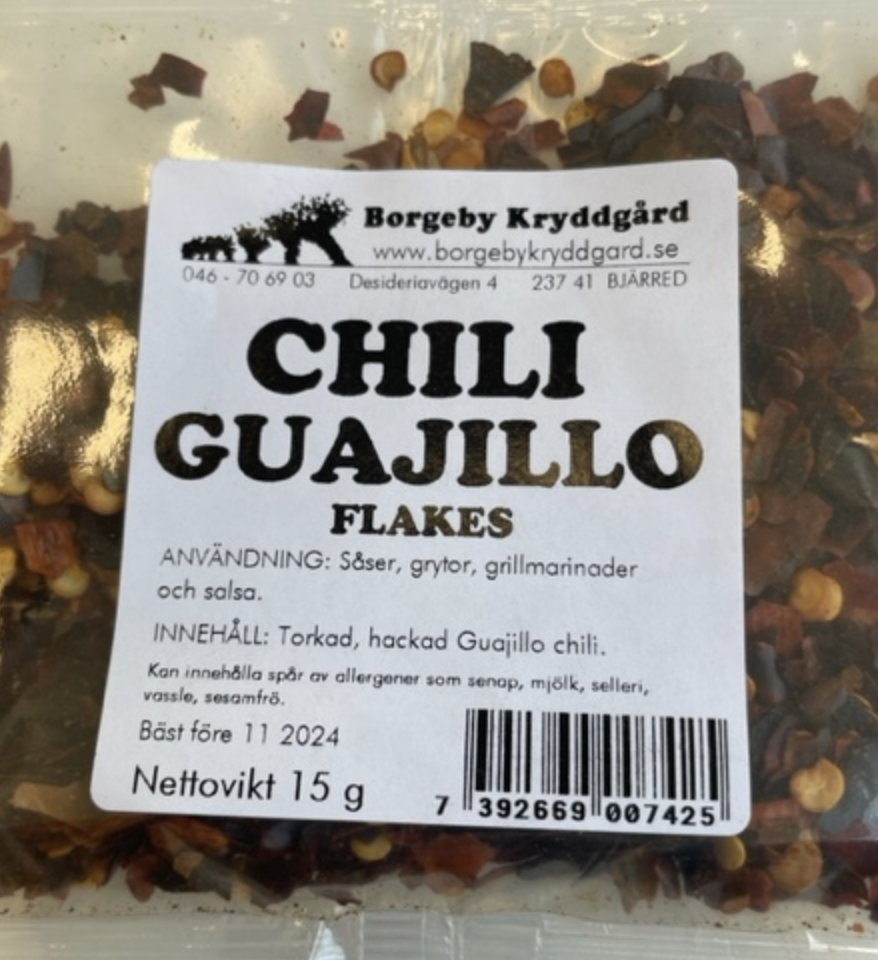 Borgeby Kryddgård
www.borgebykryddgard.se
046 - 70 69 03 Desideriavägen 4 237 41 BJÄRRED
CHILI
GUAJILLO
FLAKES
ANVÄNDNING: Såser, grytor, grillmarinader
och salsa.
INNEHÅLL: Torkad, hackad Guajillo chili.
Kan innehålla spår av allergener som senap, mjölk, selleri,
vassle, sesamfrö.
Bäst före 11 2024
Nettovikt 15 g
7 392669 007425